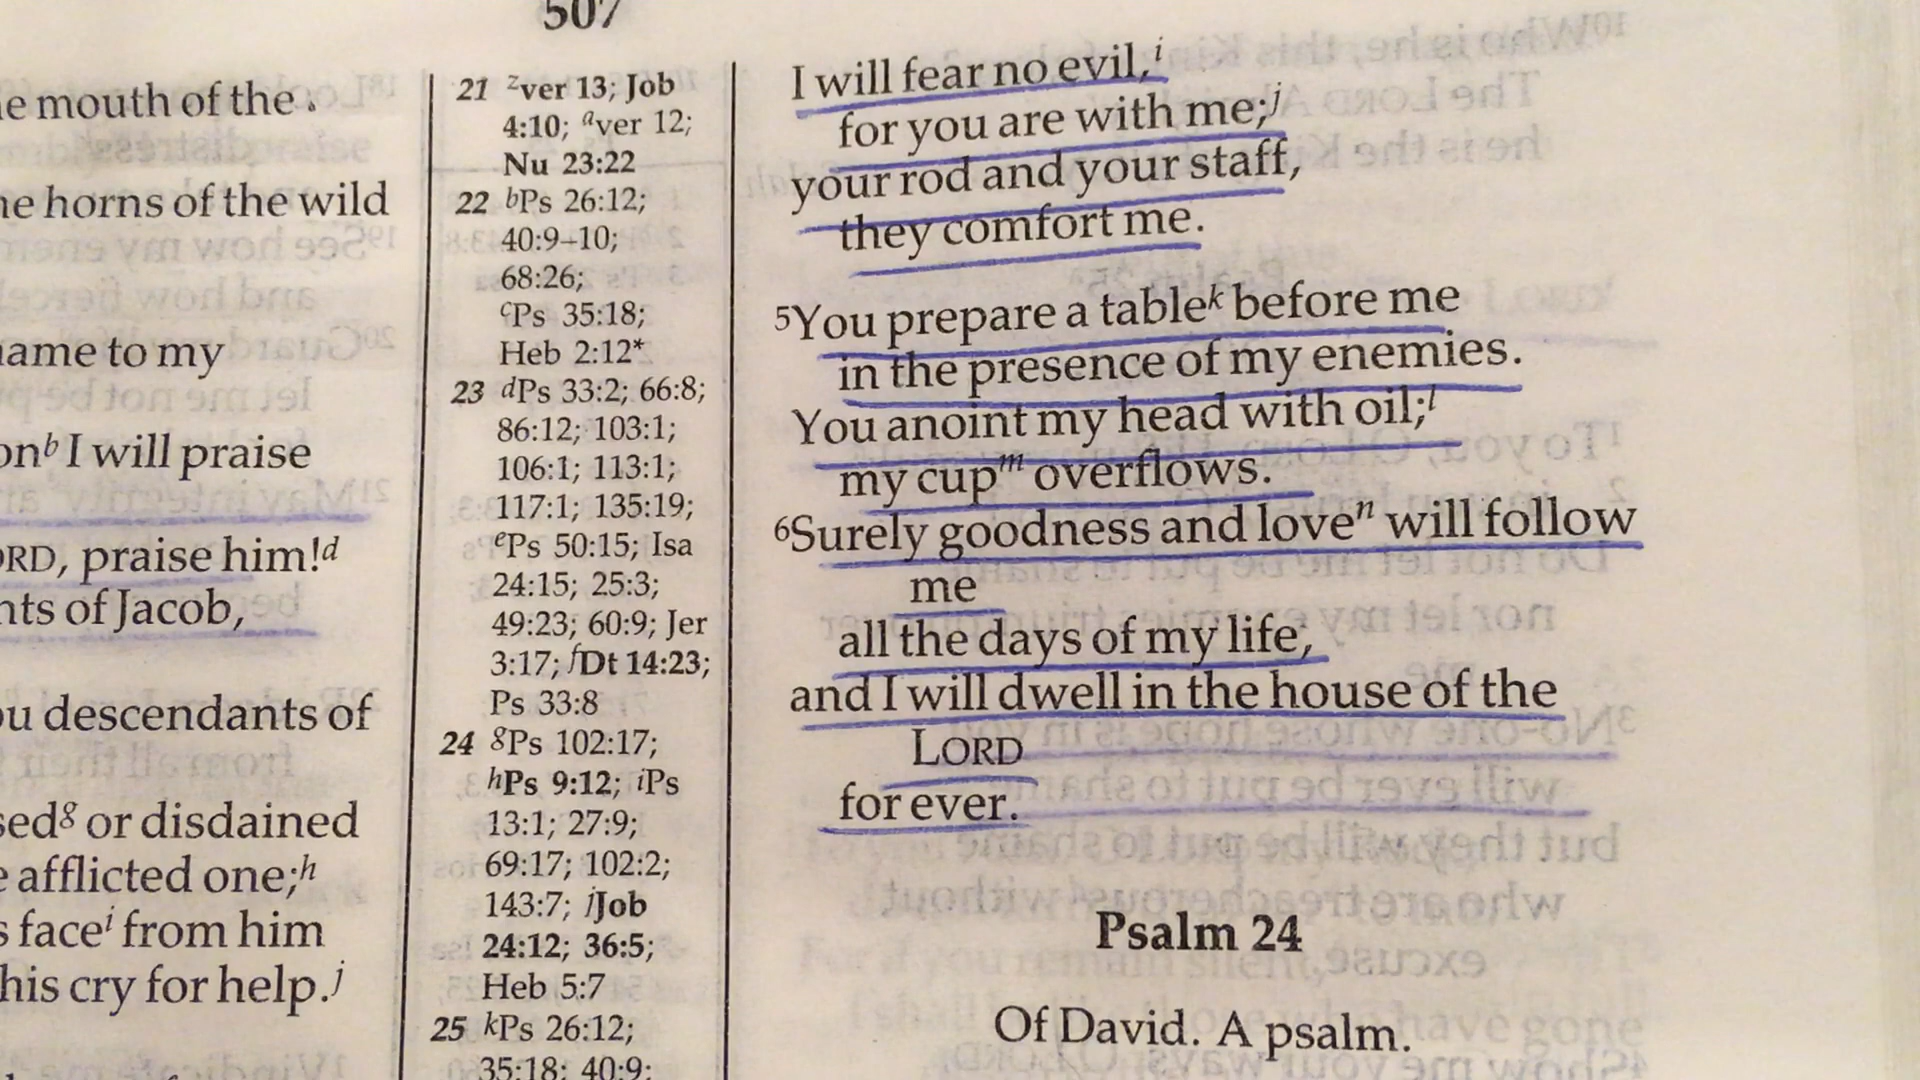 507
e mouth of the
e horns of the wild
ame to my
on^b I will praise
ORD, praise him!^d
nts of Jacob,
ou descendants of
sed^g or disdained
afflicted one;^h
s face^i from him
his cry for help.^j
21 ^z ver 13; Job
4:10; ^a ver 12;
Nu 23:22
22 ^b Ps 26:12;
40:9–10;
68:26;
^c Ps 35:18;
Heb 2:12*
23 ^d Ps 33:2; 66:8;
86:12; 103:1;
106:1; 113:1;
117:1; 135:19;
^e Ps 50:15; Isa
24:15; 25:3;
49:23; 60:9; Jer
3:17; ^f Dt 14:23;
Ps 33:8
24 ^g Ps 102:17;
^h Ps 9:12; ^i Ps
13:1; 27:9;
69:17; 102:2;
143:7; ^j Job
24:12; 36:5;
Heb 5:7
25 ^k Ps 26:12;
35:18; 40:9;
I will fear no evil,^i
for you are with me;^j
your rod and your staff,
they comfort me.
5 You prepare a table^k before me
in the presence of my enemies.
You anoint my head with oil;^l
my cup^m overflows.
6 Surely goodness and love^n will follow
me
all the days of my life,
and I will dwell in the house of the
LORD
for ever.
Psalm 24
Of David. A psalm.